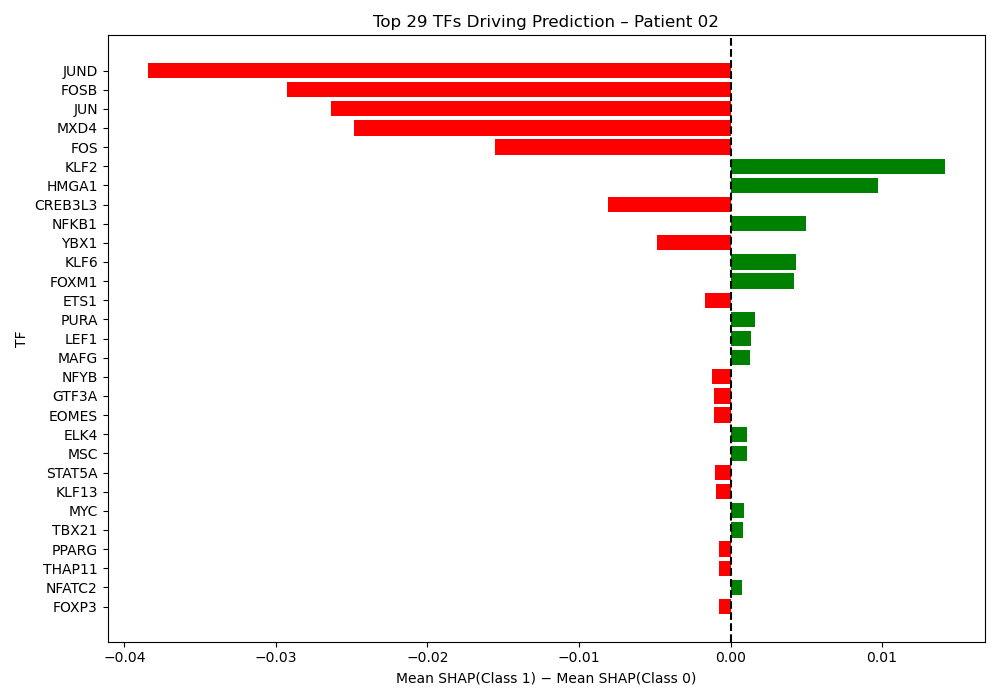 Top 29 TFs Driving Prediction – Patient 02
TF
JUND
FOSB
JUN
MXD4
FOS
KLF2
HMGA1
CREB3L3
NFKB1
YBX1
KLF6
FOXM1
ETS1
PURA
LEF1
MAFG
NFYB
GTF3A
EOMES
ELK4
MSC
STAT5A
KLF13
MYC
TBX21
PPARG
THAP11
NFATC2
FOXP3
−0.04 −0.03 −0.02 −0.01 0.00 0.01
Mean SHAP(Class 1) − Mean SHAP(Class 0)